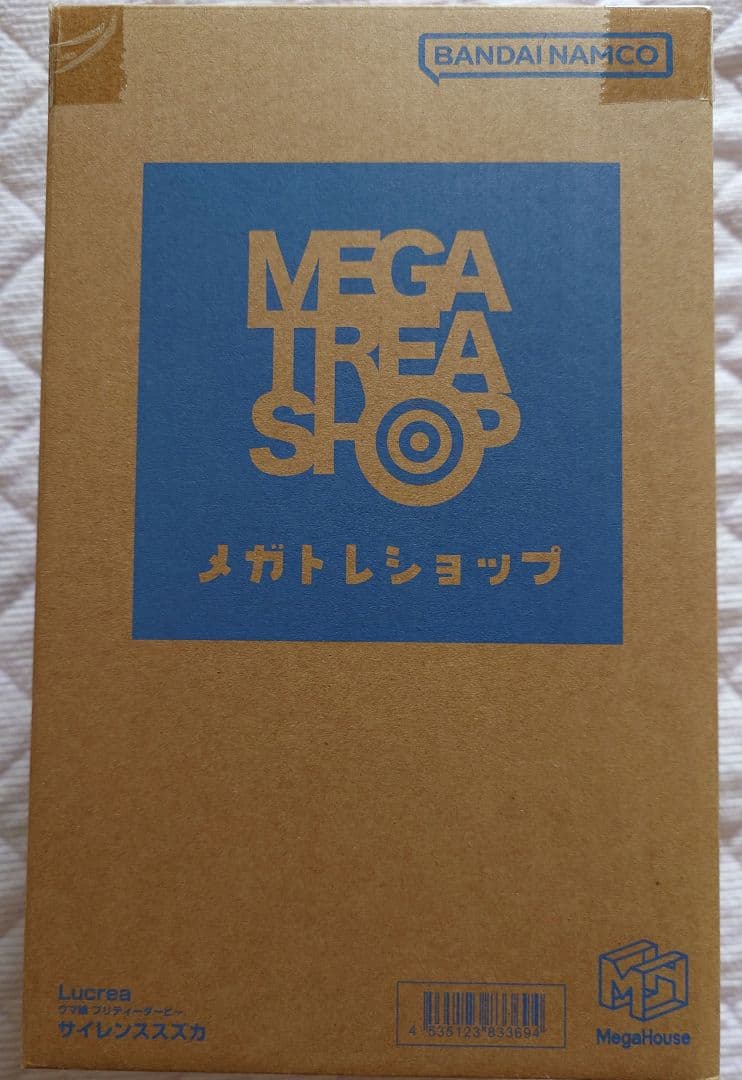 BANDAI NAMCO
MEGA
TREA
SHOP
メガトレショップ
Lucrea
ウマ娘 プリティーダービー
サイレンススズカ
4 535123 833694
MegaHouse